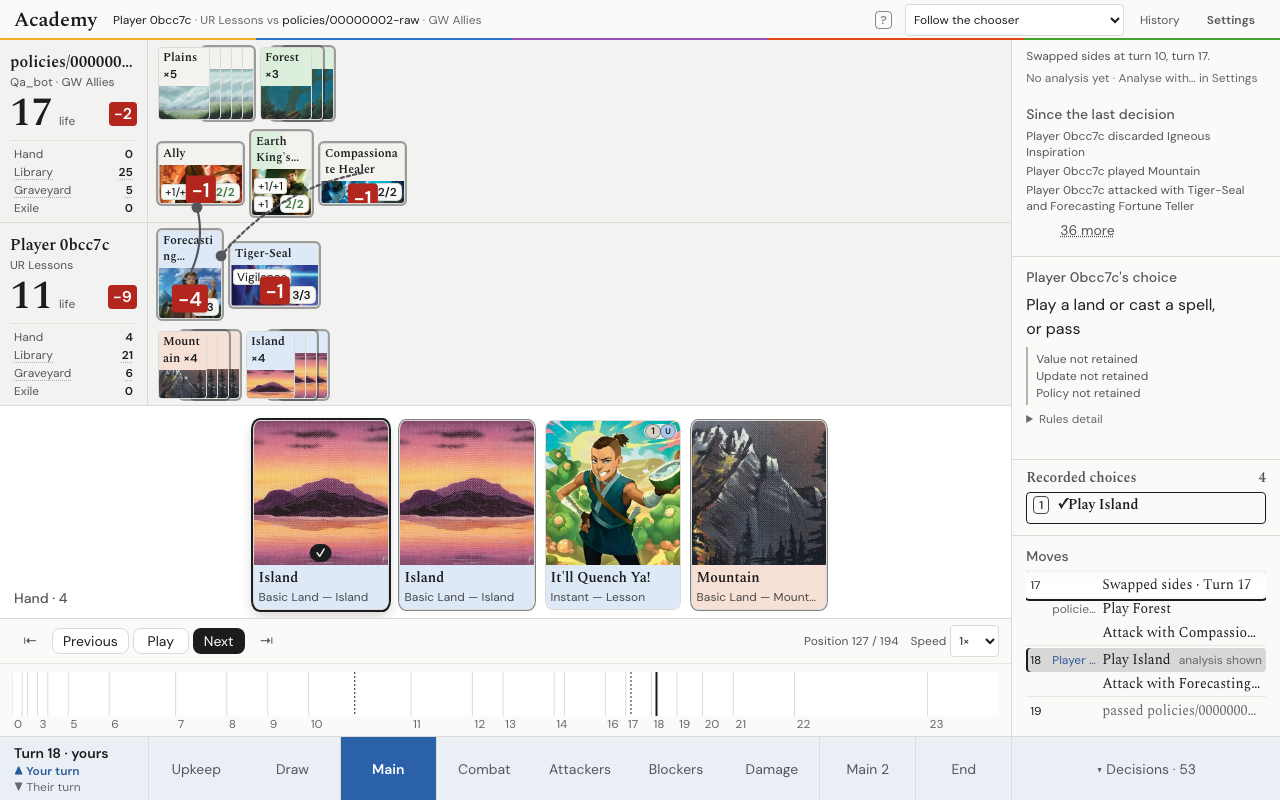 Academy
Player 0bcc7c · UR Lessons vs policies/00000002-raw · GW Allies
?
Follow the chooser
History
Settings
policies/000000...
Qa_bot · GW Allies
17 life
-2
Hand 0
Library 25
Graveyard 5
Exile 0
Plains ×5
Forest ×3
Ally
+1/+
-1
2/2
Earth King's...
+1/+1
+1
2/2
Compassiona
te Healer
-1
2/2
Player 0bcc7c
UR Lessons
11 life
-9
Hand 4
Library 21
Graveyard 6
Exile 0
Forecasti
ng...
-4
3
Tiger-Seal
Vigilance
-1
3/3
Mount
ain ×4
Island
×4
Hand · 4
Island
Basic Land — Island
Island
Basic Land — Island
1 U
It'll Quench Ya!
Instant — Lesson
Mountain
Basic Land — Mount...
Previous
Play
Next
Position 127 / 194
Speed 1×
0 3 5 6 7 8 9 10 11 12 13 14 16 17 18 19 20 21 22 23
Turn 18 · yours
▲ Your turn
▼ Their turn
Upkeep
Draw
Main
Combat
Attackers
Blockers
Damage
Main 2
End
Swapped sides at turn 10, turn 17.
No analysis yet · Analyse with... in Settings
Since the last decision
Player 0bcc7c discarded Igneous
Inspiration
Player 0bcc7c played Mountain
Player 0bcc7c attacked with Tiger-Seal
and Forecasting Fortune Teller
36 more
Player 0bcc7c's choice
Play a land or cast a spell,
or pass
Value not retained
Update not retained
Policy not retained
▶ Rules detail
Recorded choices 4
1 ✓Play Island
Moves
17 Swapped sides · Turn 17
policie... Play Forest
Attack with Compassio...
18 Player ... Play Island analysis shown
Attack with Forecasting...
19 passed policies/0000000...
▾ Decisions · 53